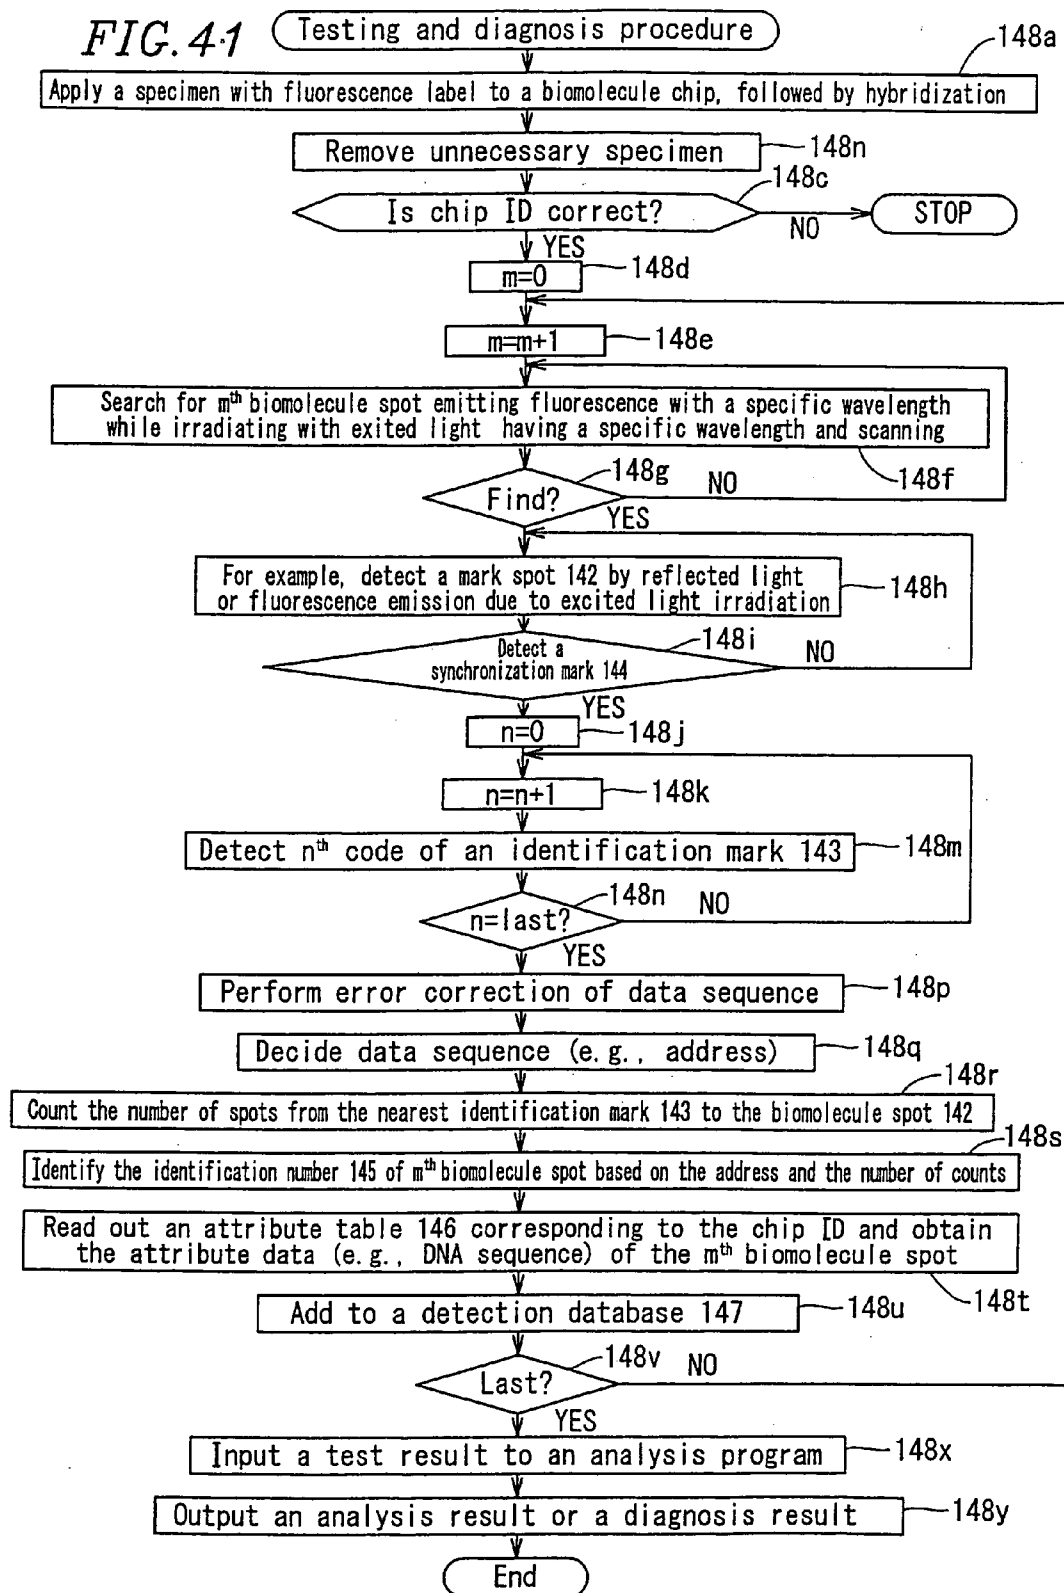 FIG. 41
Testing and diagnosis procedure
148a
Apply a specimen with fluorescence label to a biomolecule chip, followed by hybridization
Remove unnecessary specimen
148n
148c
Is chip ID correct?
NO
STOP
YES
m=0
148d
m=m+1
148e
Search for mth biomolecule spot emitting fluorescence with a specific wavelength
while irradiating with exited light having a specific wavelength and scanning
148f
148g
Find?
NO
YES
For example, detect a mark spot 142 by reflected light
or fluorescence emission due to excited light irradiation
148h
148i
Detect a
synchronization mark 144
NO
YES
n=0
148j
n=n+1
148k
Detect nth code of an identification mark 143
148m
148n
n=last?
NO
YES
Perform error correction of data sequence
148p
Decide data sequence (e.g., address)
148q
148r
Count the number of spots from the nearest identification mark 143 to the biomolecule spot 142
148s
Identify the identification number 145 of mth biomolecule spot based on the address and the number of counts
Read out an attribute table 146 corresponding to the chip ID and obtain
the attribute data (e.g., DNA sequence) of the mth biomolecule spot
148t
Add to a detection database 147
148u
148v
Last?
NO
YES
Input a test result to an analysis program
148x
Output an analysis result or a diagnosis result
148y
End